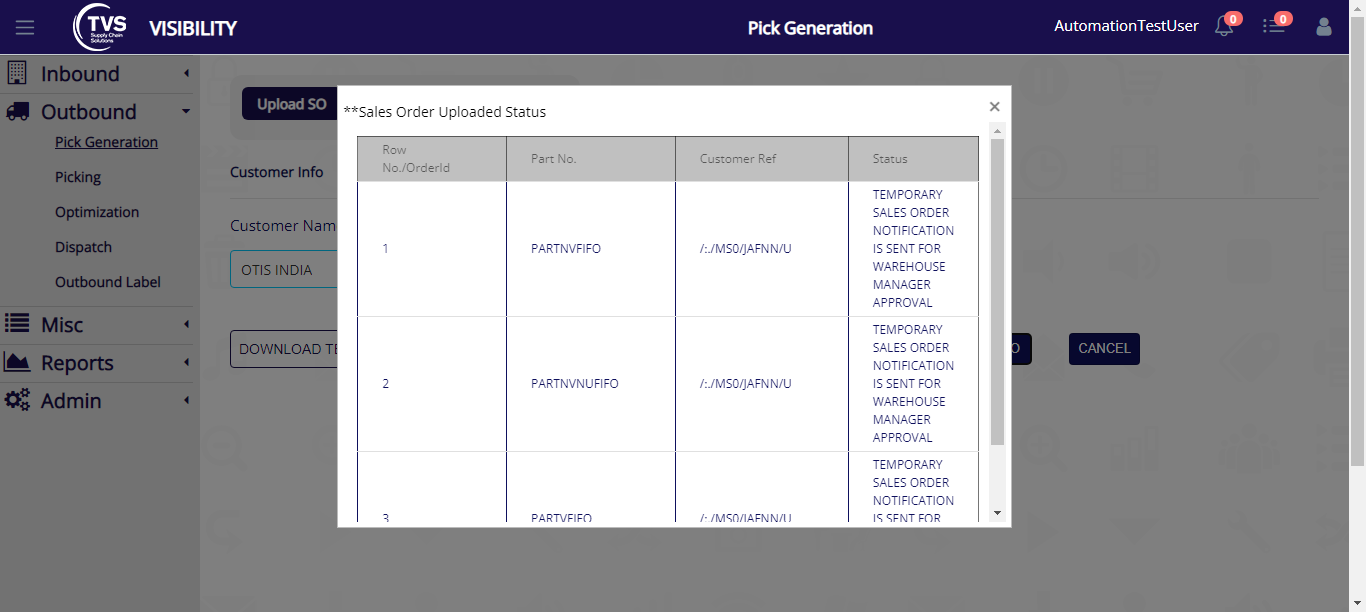 TVS
Supply Chain
Solutions
VISIBILITY
Pick Generation
AutomationTestUser
0
0
Inbound
Outbound
Pick Generation
Picking
Optimization
Dispatch
Outbound Label
Misc
Reports
Admin
Upload SO
Customer Info
Customer Nam
OTIS INDIA
DOWNLOAD TE
O
CANCEL
**Sales Order Uploaded Status
×
Row
No./OrderId
Part No.
Customer Ref
Status
1
PARTNVFIFO
/:./MS0/JAFNN/U
TEMPORARY
SALES ORDER
NOTIFICATION
IS SENT FOR
WAREHOUSE
MANAGER
APPROVAL
2
PARTNVNUFIFO
/:./MS0/JAFNN/U
TEMPORARY
SALES ORDER
NOTIFICATION
IS SENT FOR
WAREHOUSE
MANAGER
APPROVAL
3
PARTVFIFO
/:./MS0/JAFNN/U
TEMPORARY
SALES ORDER
NOTIFICATION
IS SENT FOR